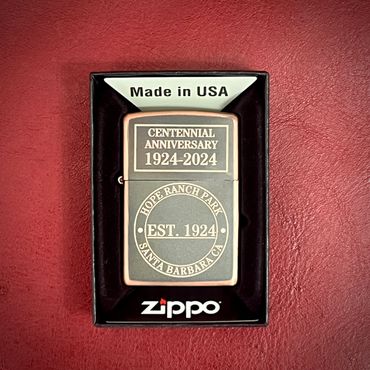 Made in USA
CENTENNIAL
ANNIVERSARY
1924-2024
HOPE RANCH PARK
EST. 1924
SANTA BARBARA CA
zippo